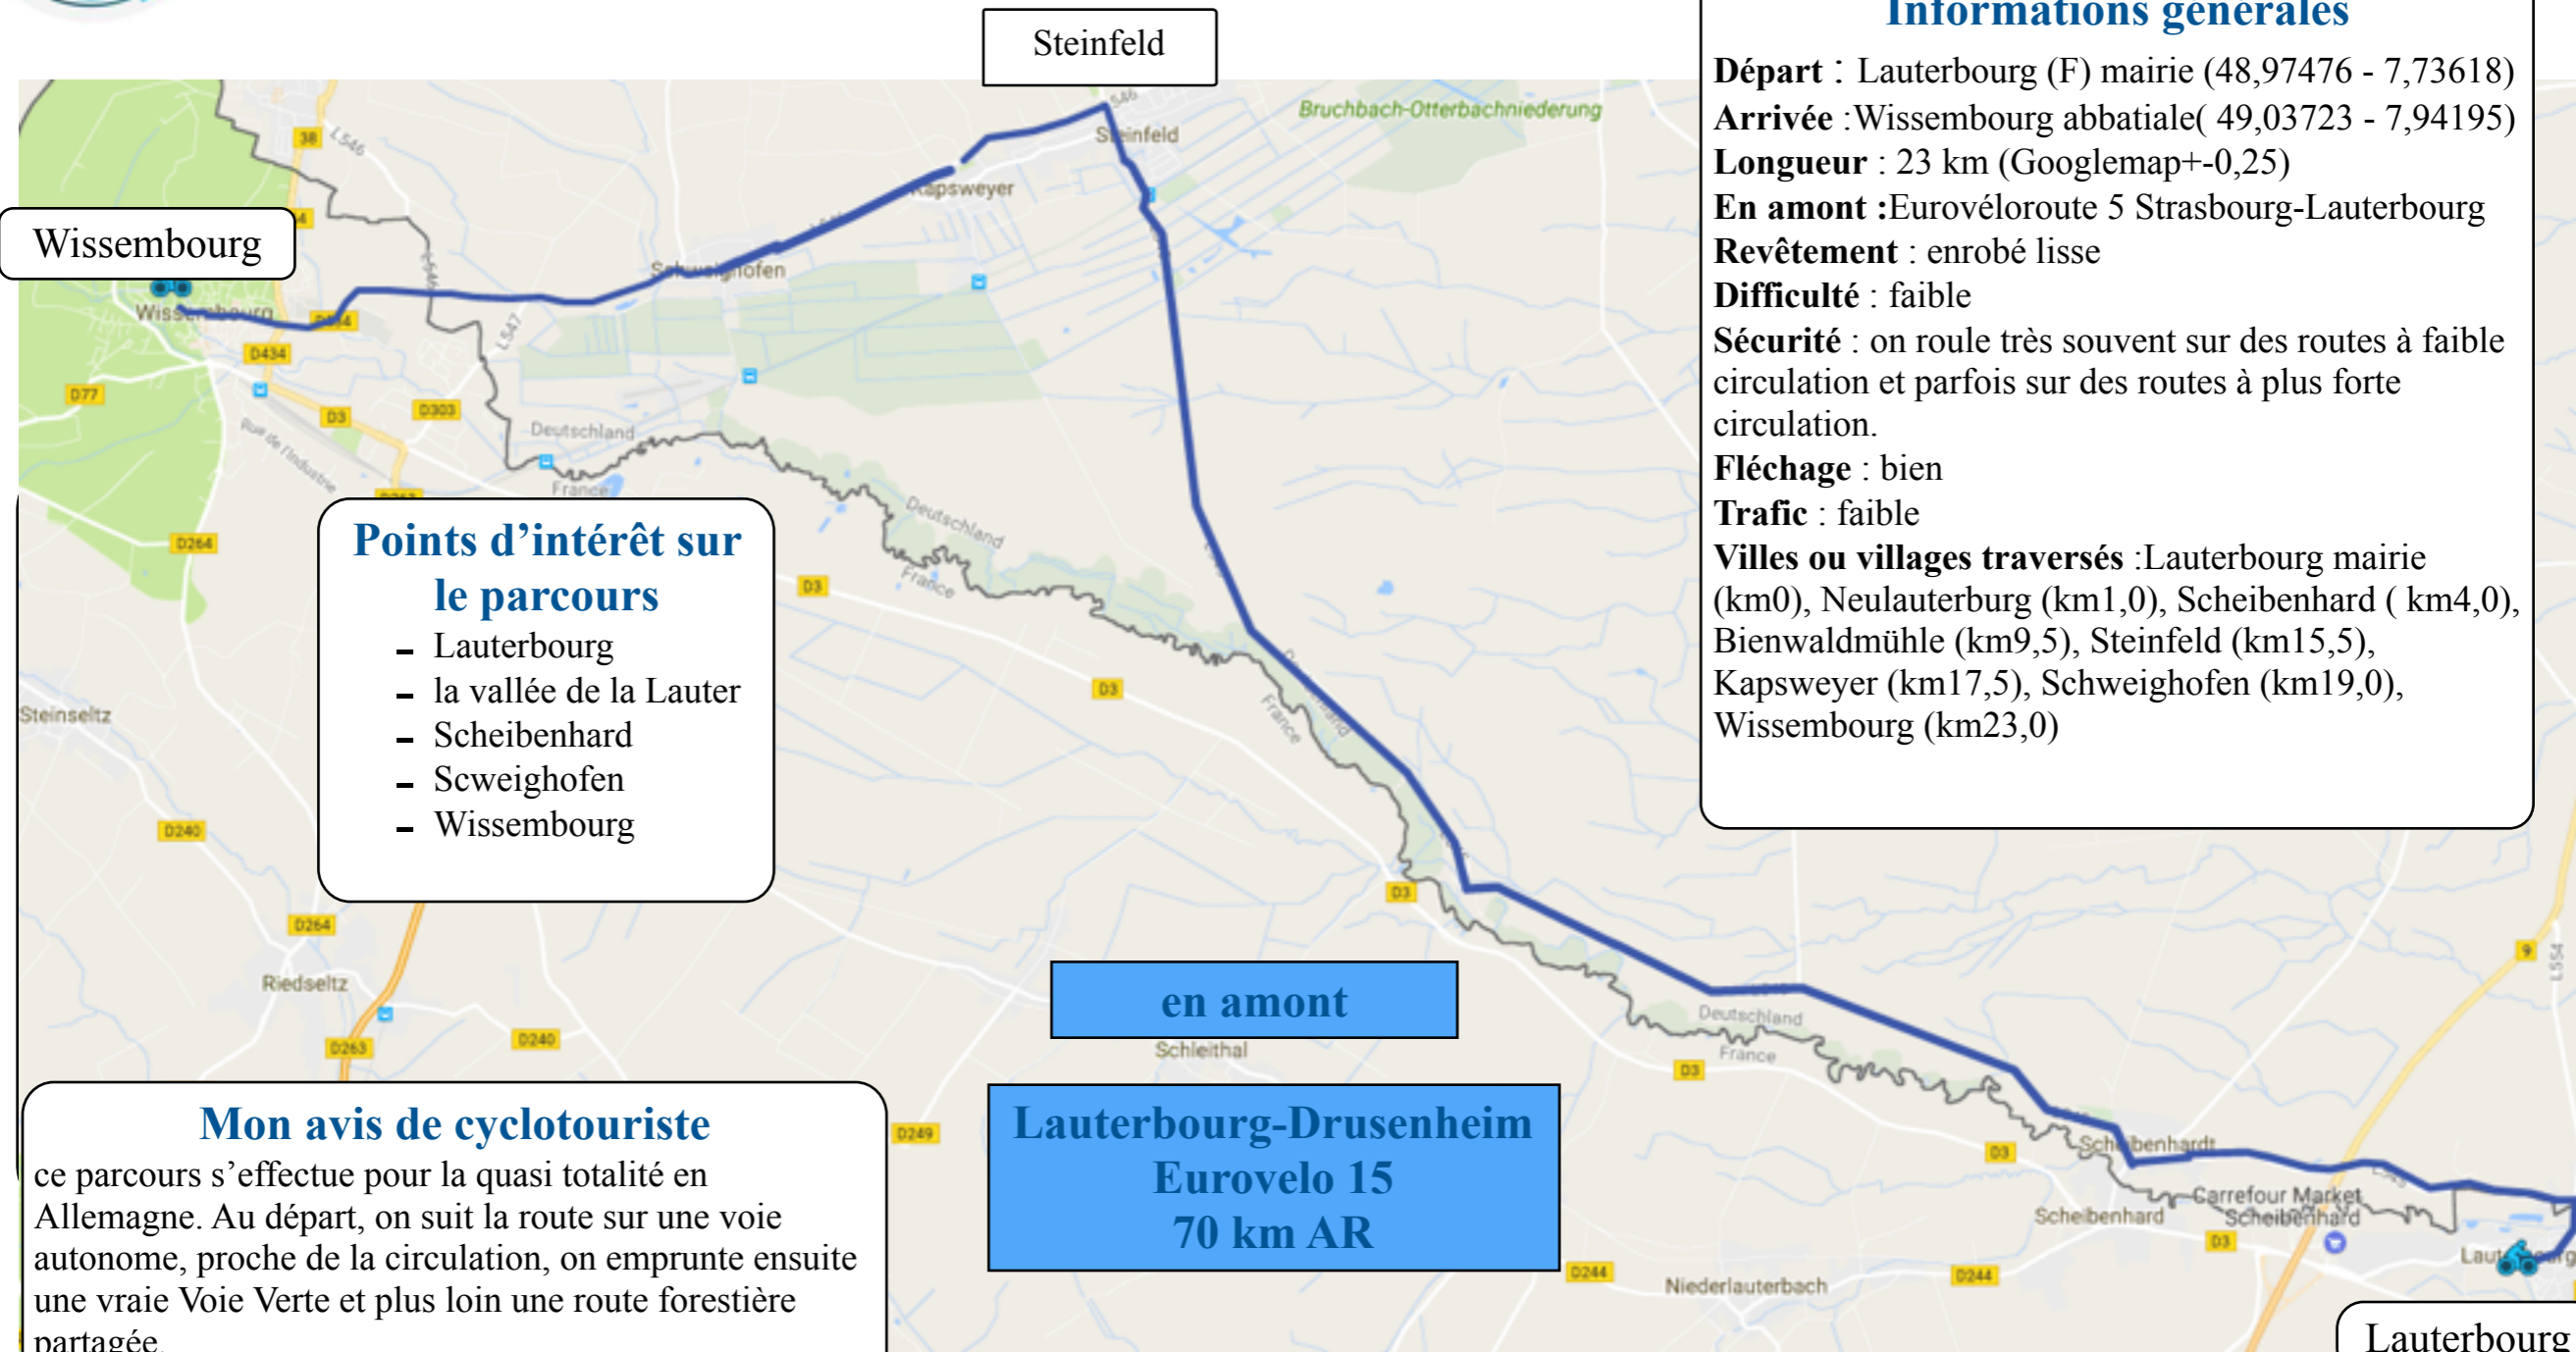 Steinfeld
Informations générales
Départ : Lauterbourg (F) mairie (48,97476 - 7,73618)
Arrivée :Wissembourg abbatiale( 49,03723 - 7,94195)
Longueur : 23 km (Googlemap+-0,25)
En amont :Eurovéloroute 5 Strasbourg-Lauterbourg
Revêtement : enrobé lisse
Difficulté : faible
Sécurité : on roule très souvent sur des routes à faible
circulation et parfois sur des routes à plus forte
circulation.
Fléchage : bien
Trafic : faible
Villes ou villages traversés :Lauterbourg mairie
(km0), Neulauterburg (km1,0), Scheibenhard ( km4,0),
Bienwaldmühle (km9,5), Steinfeld (km15,5),
Kapsweyer (km17,5), Schweighofen (km19,0),
Wissembourg (km23,0)
Bruchbach-Otterbachniederung
546
Steinfeld
38
L546
Kapsweyer
Wissembourg
Schweighofen
L546
Wissembourg
L547
D434
D77
D3
D303
Rue de l'Industrie
Deutschland
France
D264
Deutschland
France
D3
Points d'intérêt sur
le parcours
- Lauterbourg
- la vallée de la Lauter
- Scheibenhard
- Scweighofen
- Wissembourg
D3
Deutschland
France
Steinseltz
D240
D3
D264
Riedseltz
9
L554
D263
D240
en amont
Schleithal
Deutschland
France
D3
Mon avis de cyclotouriste
ce parcours s'effectue pour la quasi totalité en
Allemagne. Au départ, on suit la route sur une voie
autonome, proche de la circulation, on emprunte ensuite
une vraie Voie Verte et plus loin une route forestière
partagée.
D249
Lauterbourg-Drusenheim
Eurovelo 15
70 km AR
Scheibenhardt
D3
Carrefour Market
Scheibenhard
Scheibenhard
D3
D244
Niederlauterbach
D244
Lauterbourg